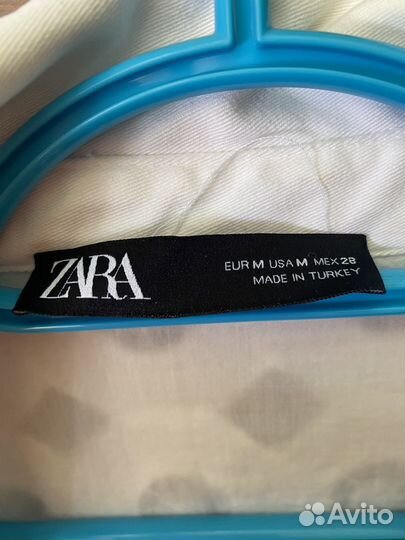 ZARA
EUR M USA M MEX 28
MADE IN TURKEY
Avito